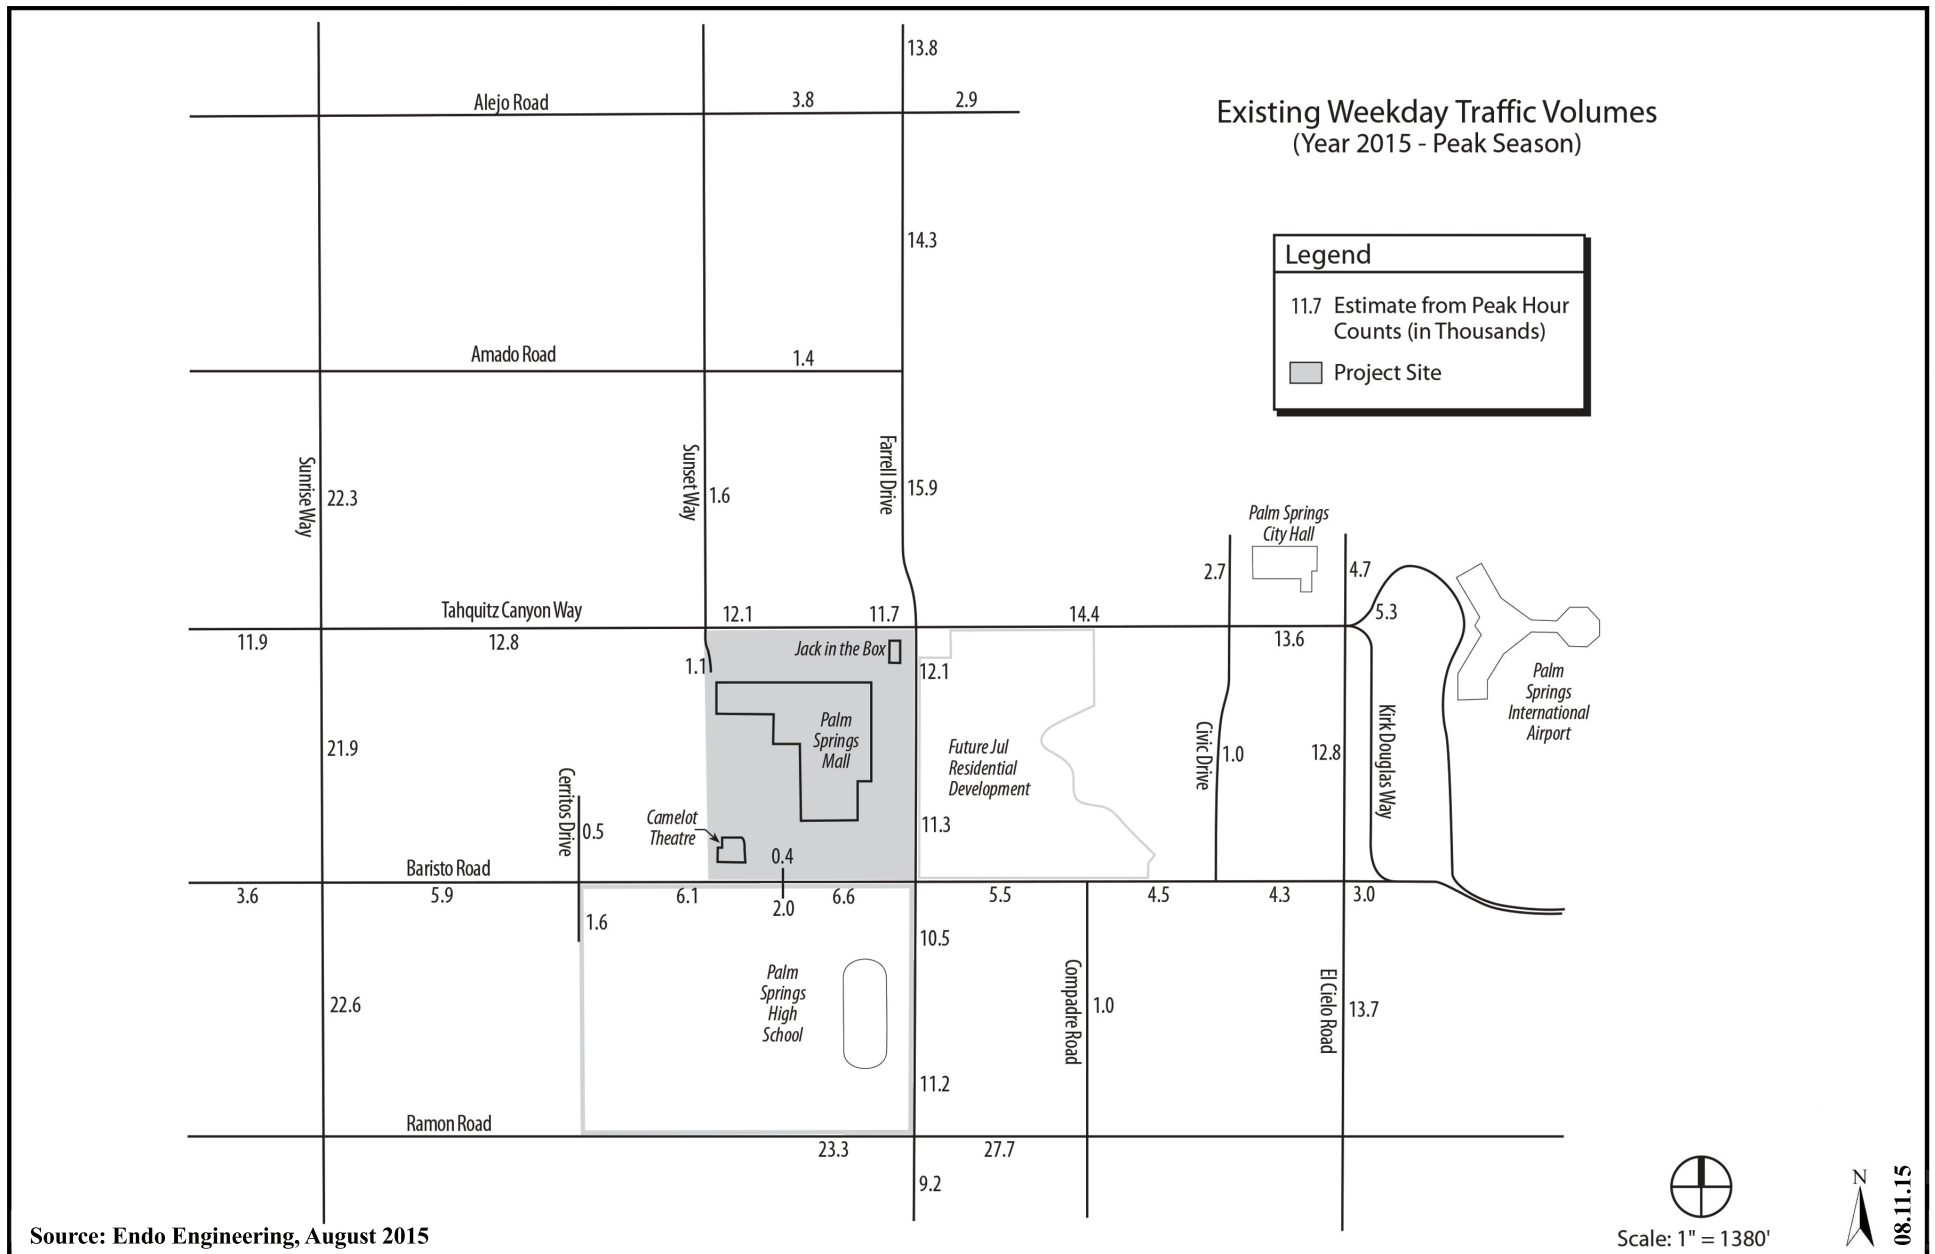 13.8
Alejo Road
3.8
2.9
Existing Weekday Traffic Volumes
(Year 2015 - Peak Season)
14.3
Legend
11.7 Estimate from Peak Hour
Counts (in Thousands)
Project Site
Amado Road
1.4
Sunrise Way
22.3
Sunset Way
1.6
Farrell Drive
15.9
Palm Springs
City Hall
2.7
4.7
5.3
Tahquitz Canyon Way
12.1
11.7
14.4
11.9
12.8
13.6
Jack in the Box
1.1
12.1
Palm
Springs
International
Airport
Palm
Springs
Mall
21.9
Future Jul
Residential
Development
Civic Drive
1.0
12.8
Kirk Douglas Way
Cerritos Drive
0.5
Camelot
Theatre
11.3
0.4
Baristo Road
3.6
5.9
6.1
2.0
6.6
5.5
4.5
4.3
3.0
1.6
10.5
Palm
Springs
High
School
22.6
Compadre Road
1.0
El Cielo Road
13.7
11.2
Ramon Road
23.3
27.7
9.2
N
08.11.15
Source: Endo Engineering, August 2015
Scale: 1" = 1380'